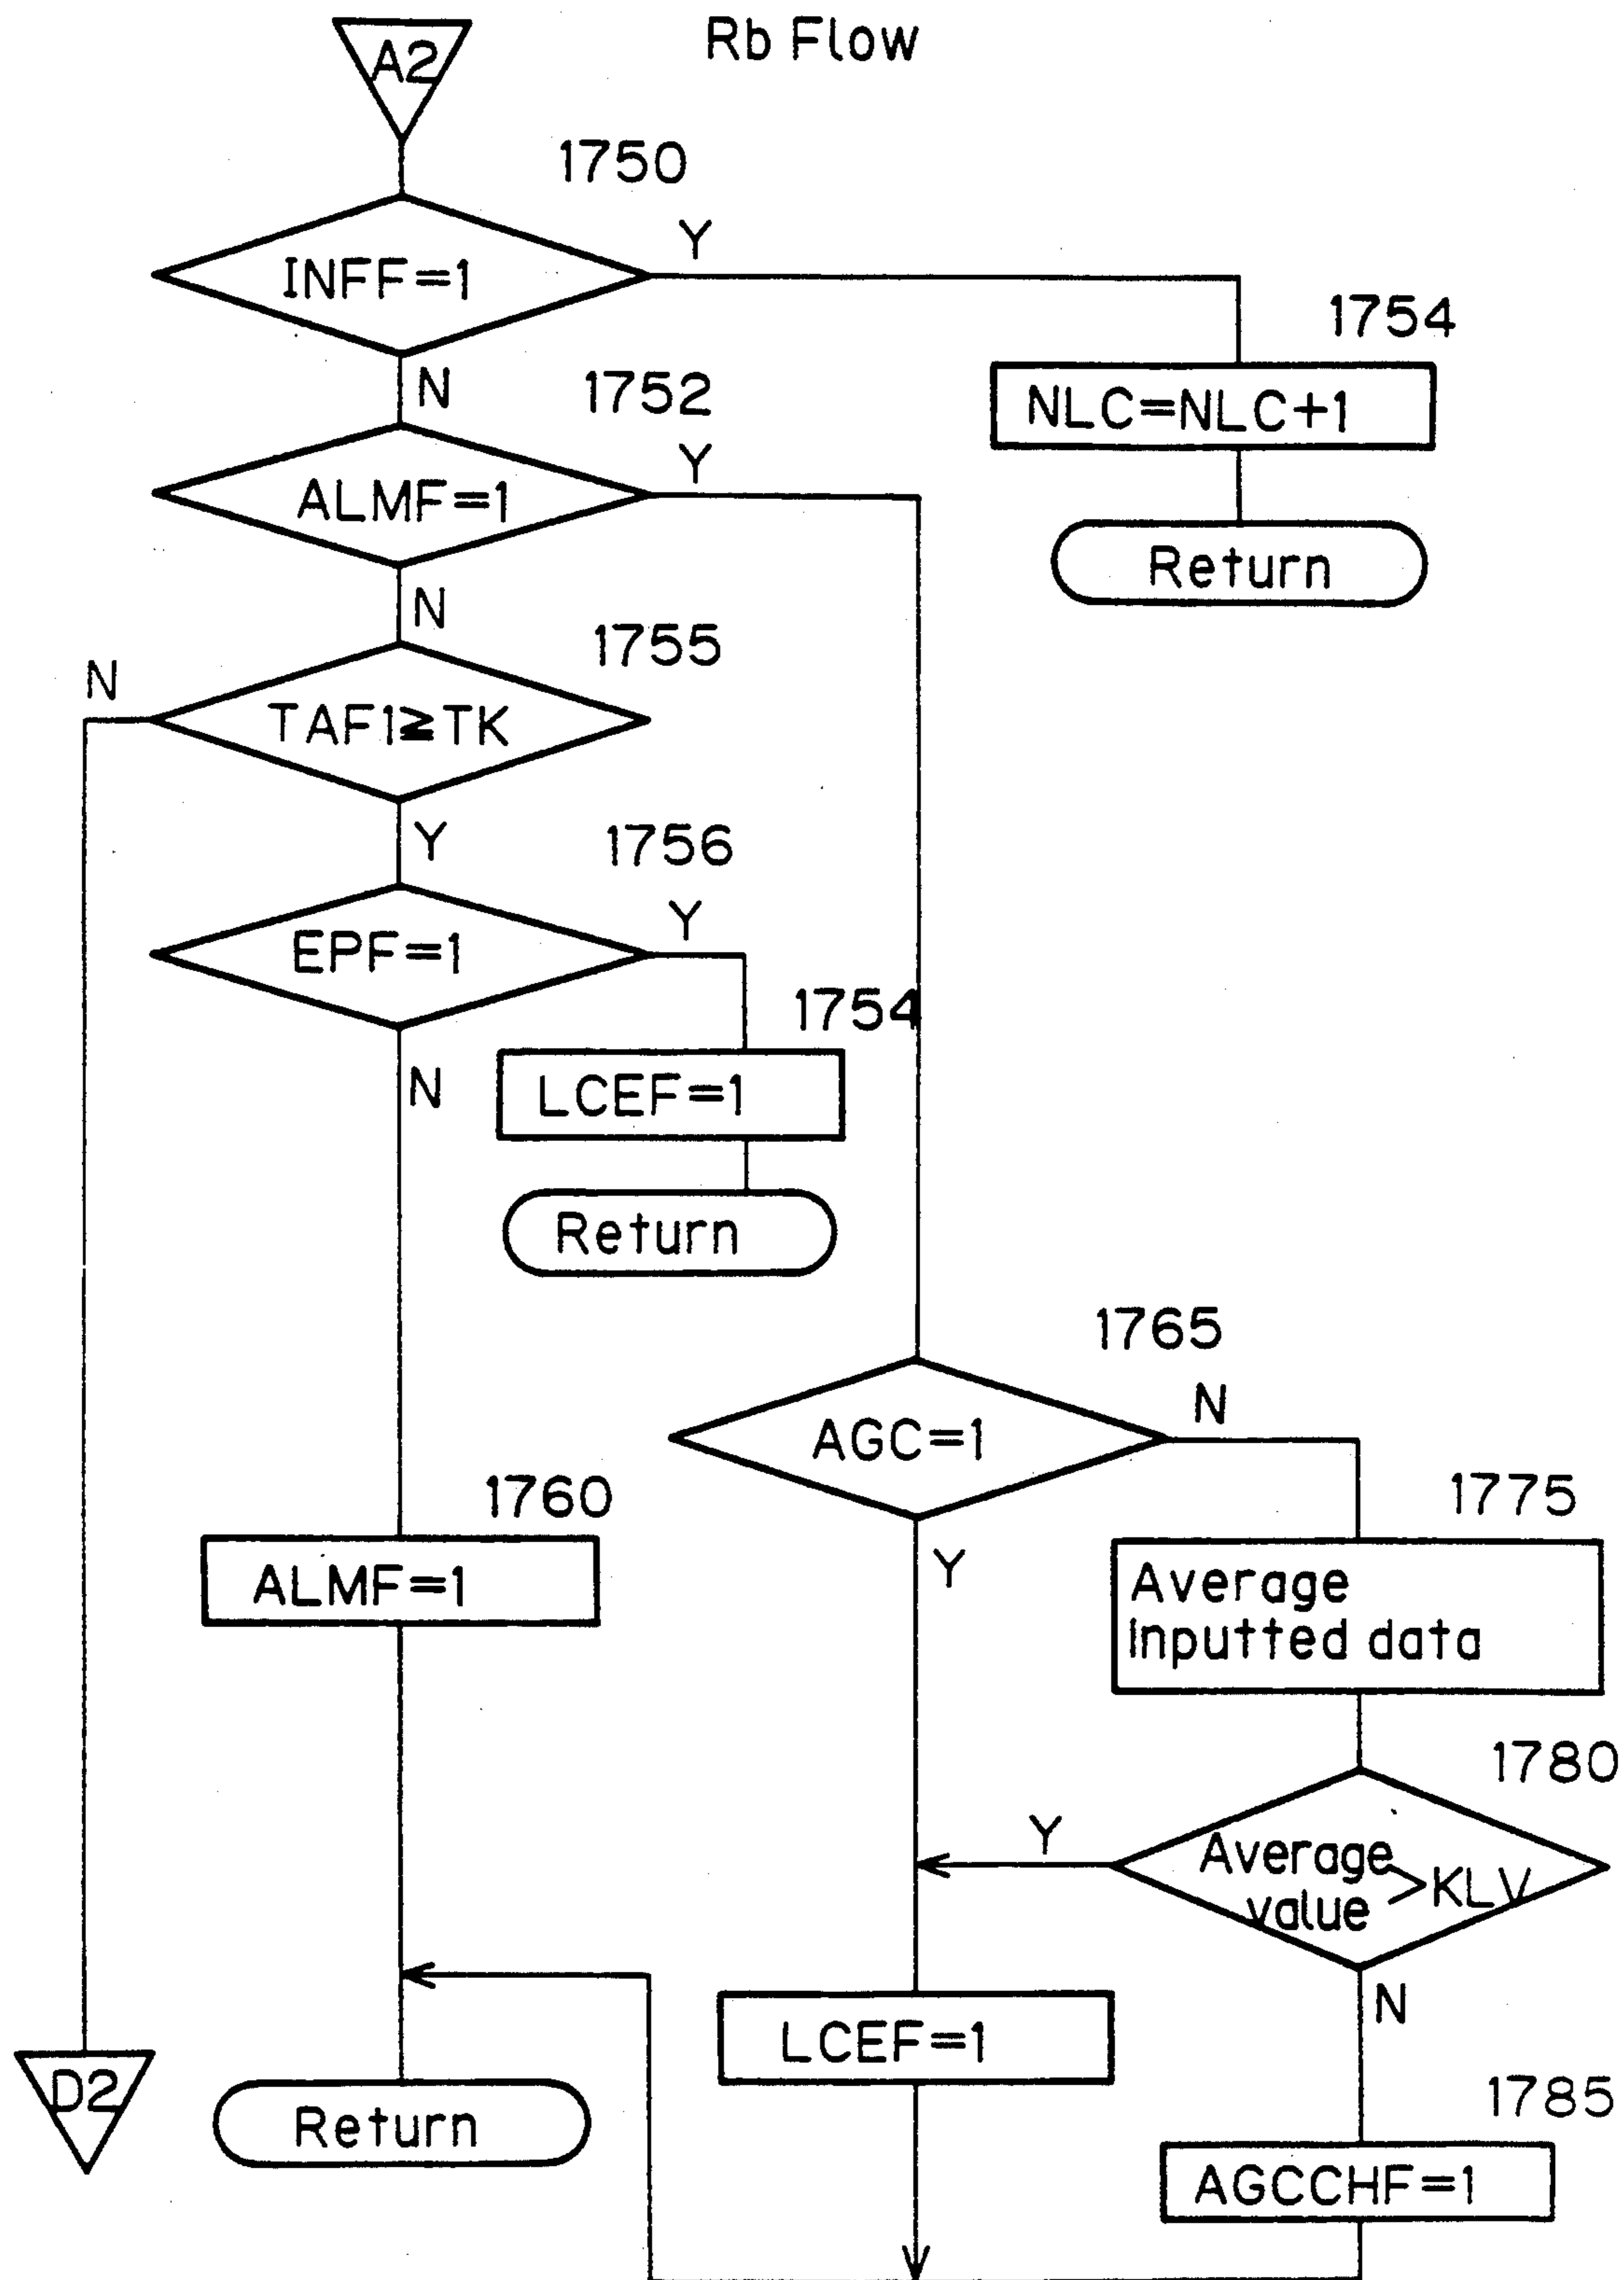 Rb Flow
A2
1750
INFF=1
Y
1754
N
NLC=NLC+1
1752
ALMF=1
Y
Return
N
1755
N
TAF1≧TK
Y
1756
EPF=1
Y
1754
N
LCEF=1
Return
1765
AGC=1
N
1760
1775
Y
ALMF=1
Average
inputted data
1780
Y
Average
value >KLV
N
LCEF=1
D2
Return
1785
AGCCHF=1